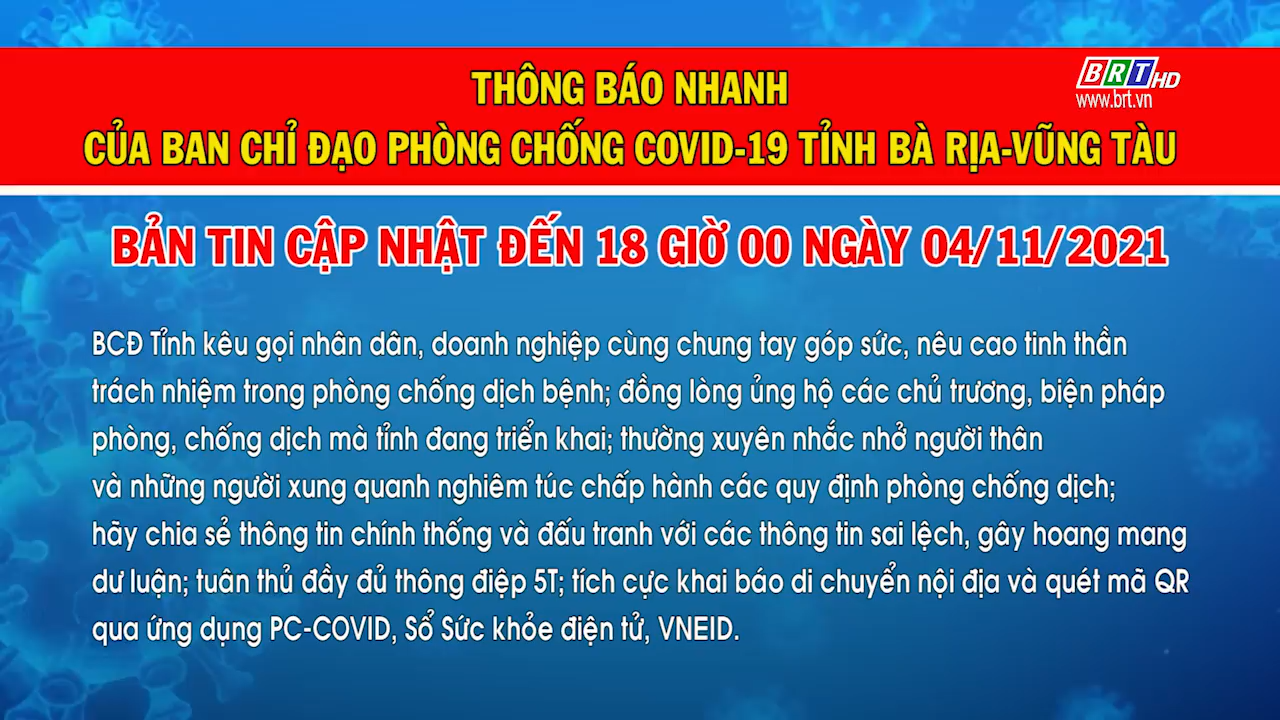 THÔNG BÁO NHANH
BRT HD
www.brt.vn
CỦA BAN CHỈ ĐẠO PHÒNG CHỐNG COVID-19 TỈNH BÀ RỊA-VŨNG TÀU
BẢN TIN CẬP NHẬT ĐẾN 18 GIỜ 00 NGÀY 04/11/2021
BCĐ Tỉnh kêu gọi nhân dân, doanh nghiệp cùng chung tay góp sức, nêu cao tinh thần
trách nhiệm trong phòng chống dịch bệnh; đồng lòng ủng hộ các chủ trương, biện pháp
phòng, chống dịch mà tỉnh đang triển khai; thường xuyên nhắc nhở người thân
và những người xung quanh nghiêm túc chấp hành các quy định phòng chống dịch;
hãy chia sẻ thông tin chính thống và đấu tranh với các thông tin sai lệch, gây hoang mang
dư luận; tuân thủ đầy đủ thông điệp 5T; tích cực khai báo di chuyển nội địa và quét mã QR
qua ứng dụng PC-COVID, Sổ Sức khỏe điện tử, VNEID.